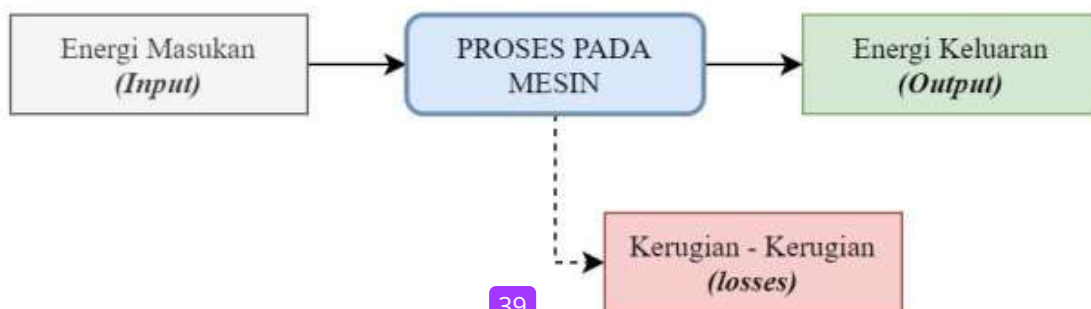 Energi Masukan
(Input)
PROSES PADA
MESIN
Energi Keluaran
(Output)
Kerugian - Kerugian
(losses)
39